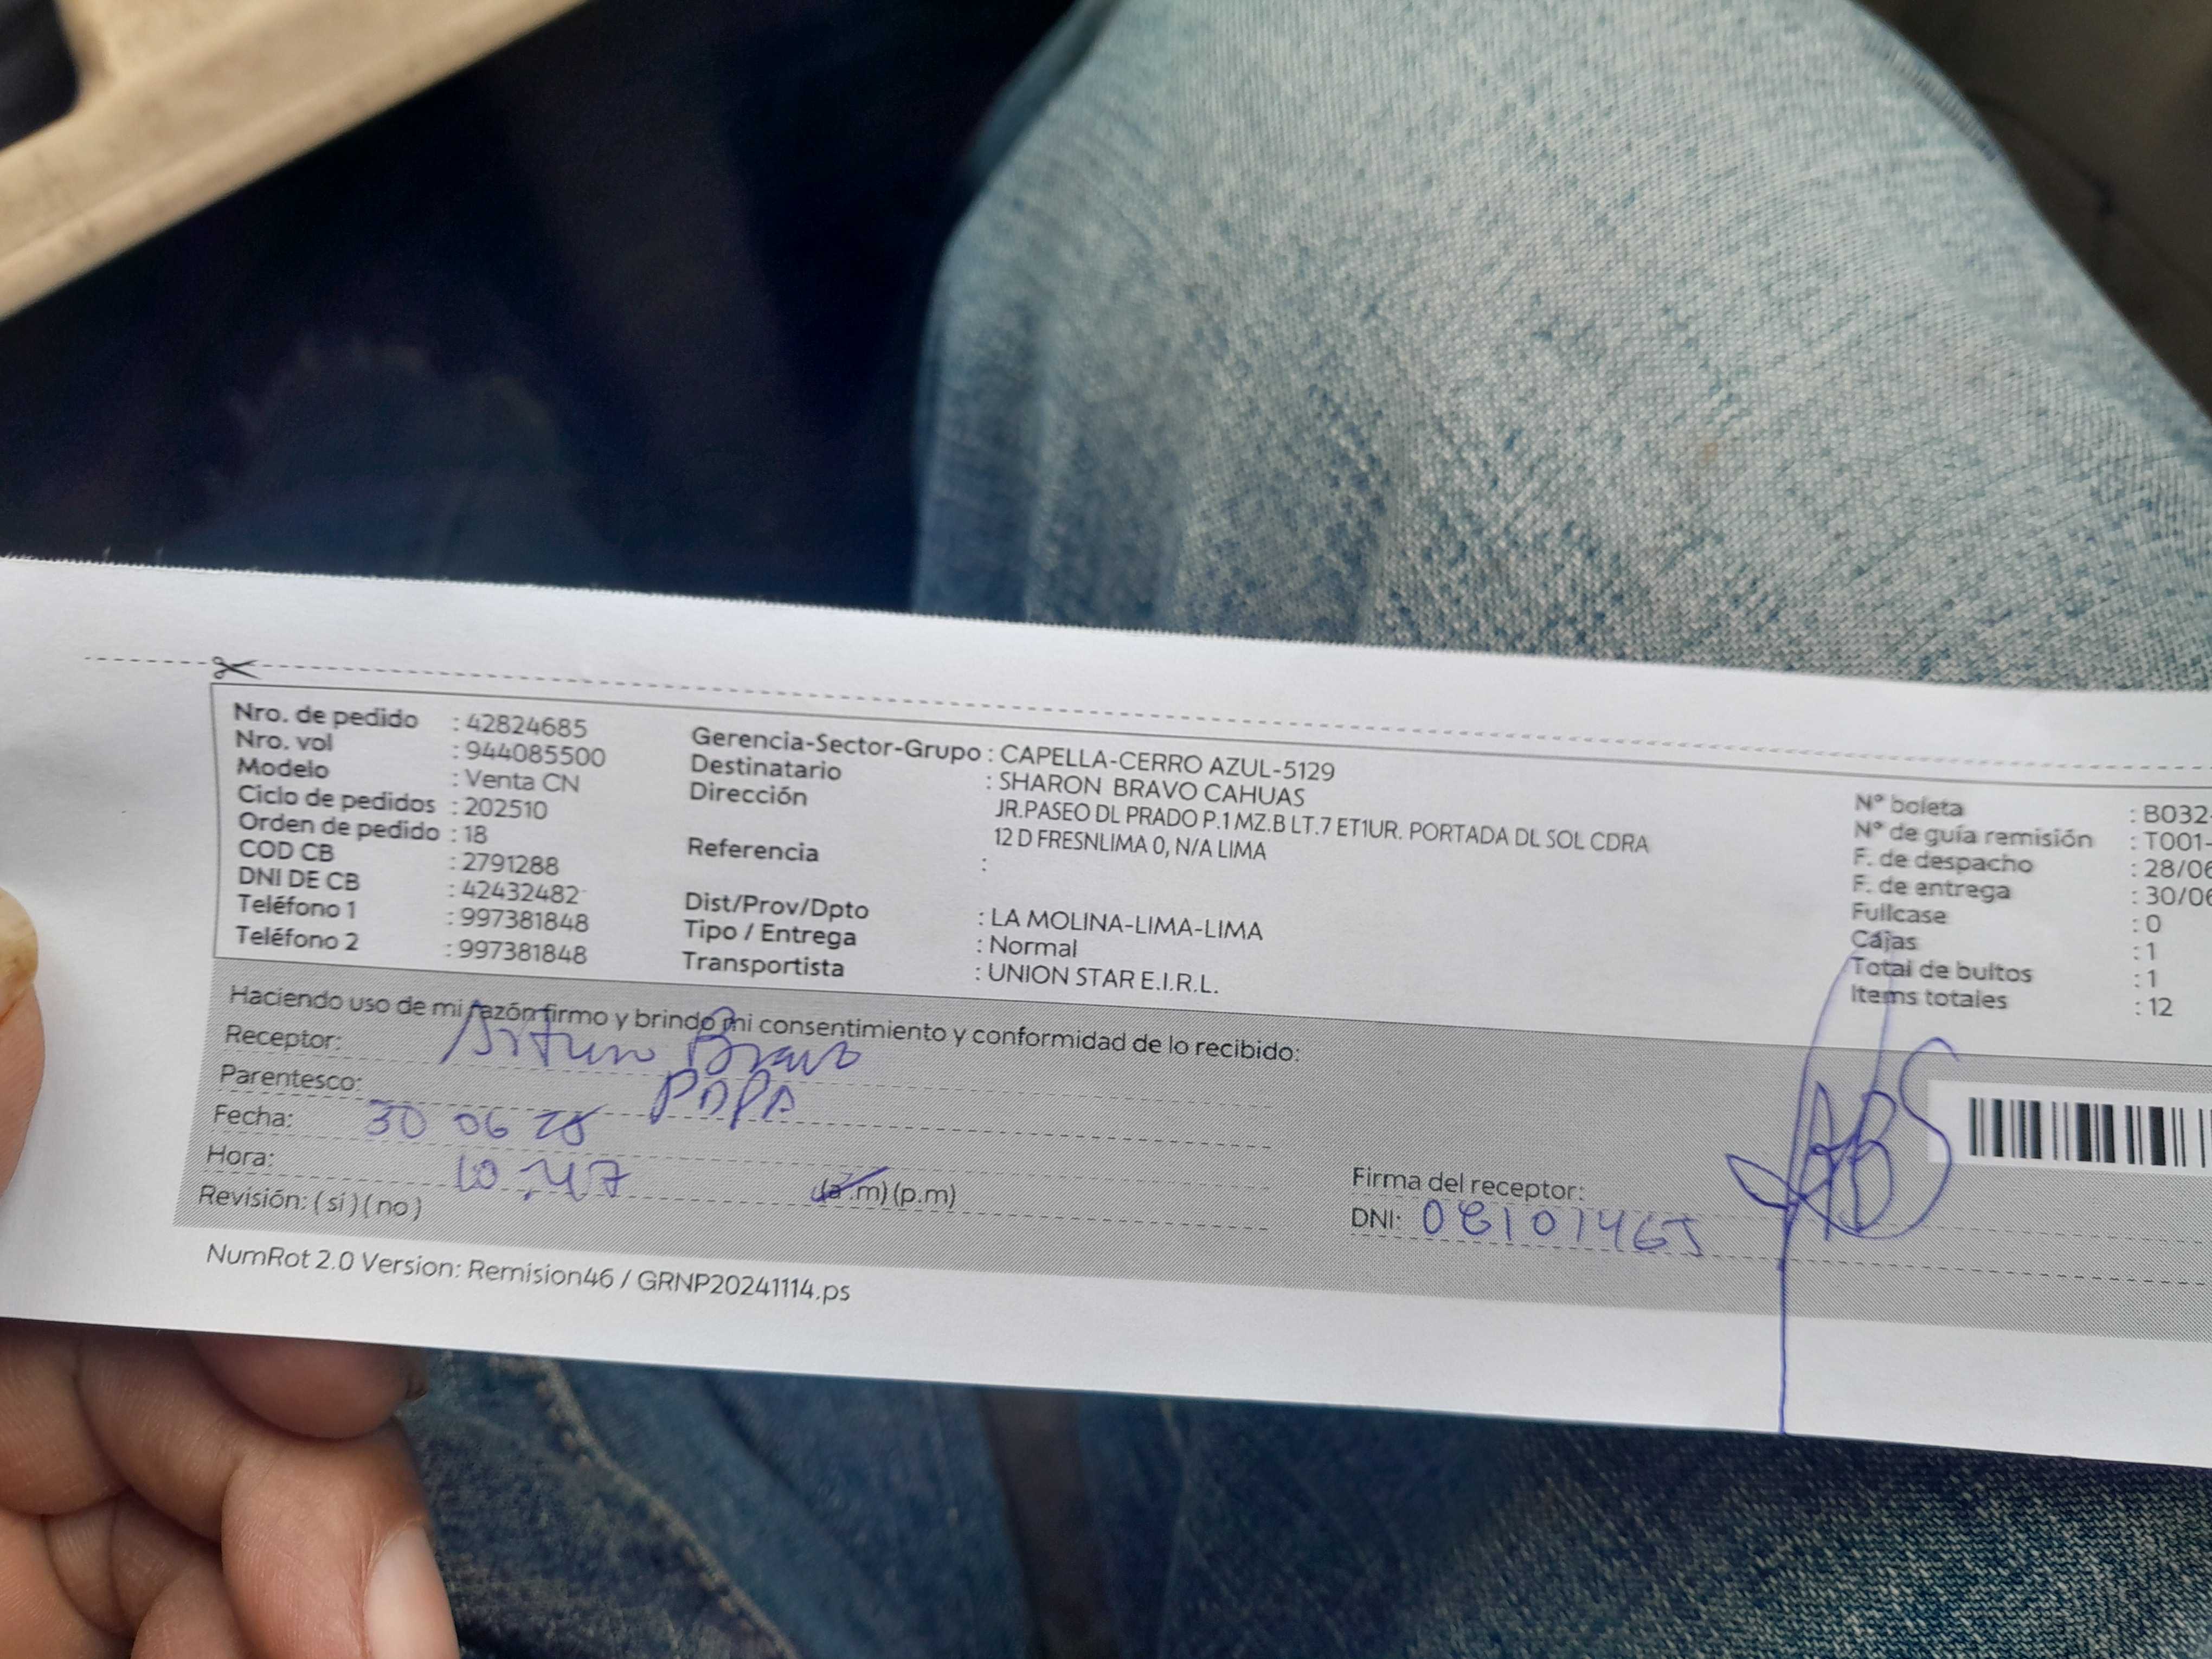 Nro. de pedido : 42824685
Nro. vol : 944085500
Modelo : Venta CN
Ciclo de pedidos : 202510
Orden de pedido : 18
COD CB : 2791288
DNI DE CB : 42432482
Teléfono 1 : 997381848
Teléfono 2 : 997381848
Gerencia-Sector-Grupo : CAPELLA-CERRO AZUL-5129
Destinatario : SHARON BRAVO CAHUAS
Dirección JR.PASEO DL PRADO P.1 MZ.B LT.7 ET1UR. PORTADA DL SOL CDRA
12 D FRESNLIMA 0, N/A LIMA
Referencia :
Dist/Prov/Dpto : LA MOLINA-LIMA-LIMA
Tipo / Entrega : Normal
Transportista : UNION STAR E.I.R.L.
Nº boleta : B032-
Nº de guía remisión : T001-
F. de despacho : 28/06
F. de entrega : 30/06
Fullcase : 0
Cajas : 1
Total de bultos : 1
Items totales : 12
Haciendo uso de mi razón firmo y brindo mi consentimiento y conformidad de lo recibido:
Receptor: Arturo Bravo
Parentesco: PAPA
Fecha: 30 06 25
Hora: 10:47 (a.m) (p.m)
Revisión: ( si ) ( no )
Firma del receptor:
DNI: 08101465
NumRot 2.0 Version: Remision46 / GRNP20241114.ps